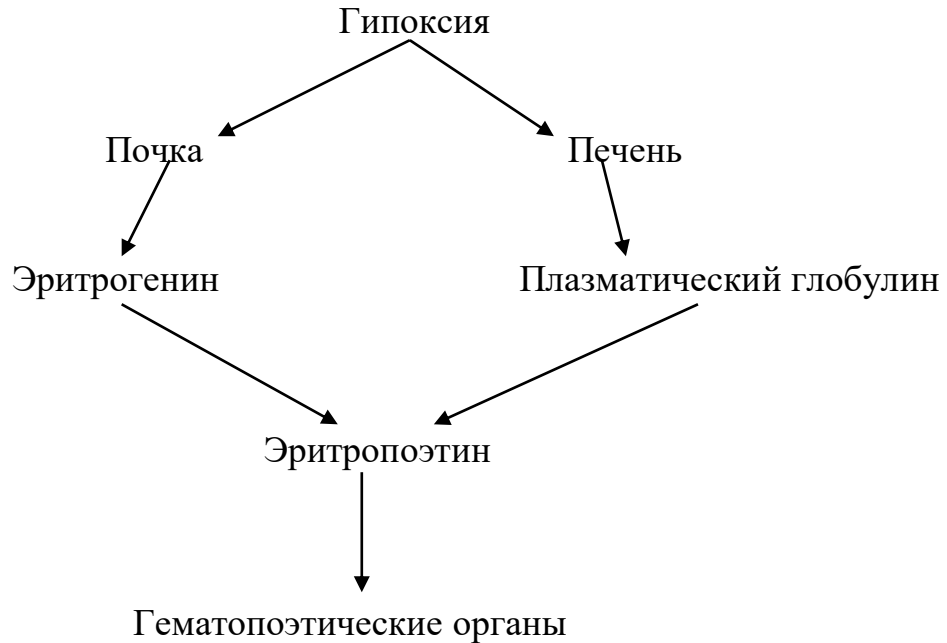 Гипоксия
Почка Печень
Эритрогенин Плазматический глобулин
Эритропоэтин
Гематопоэтические органы